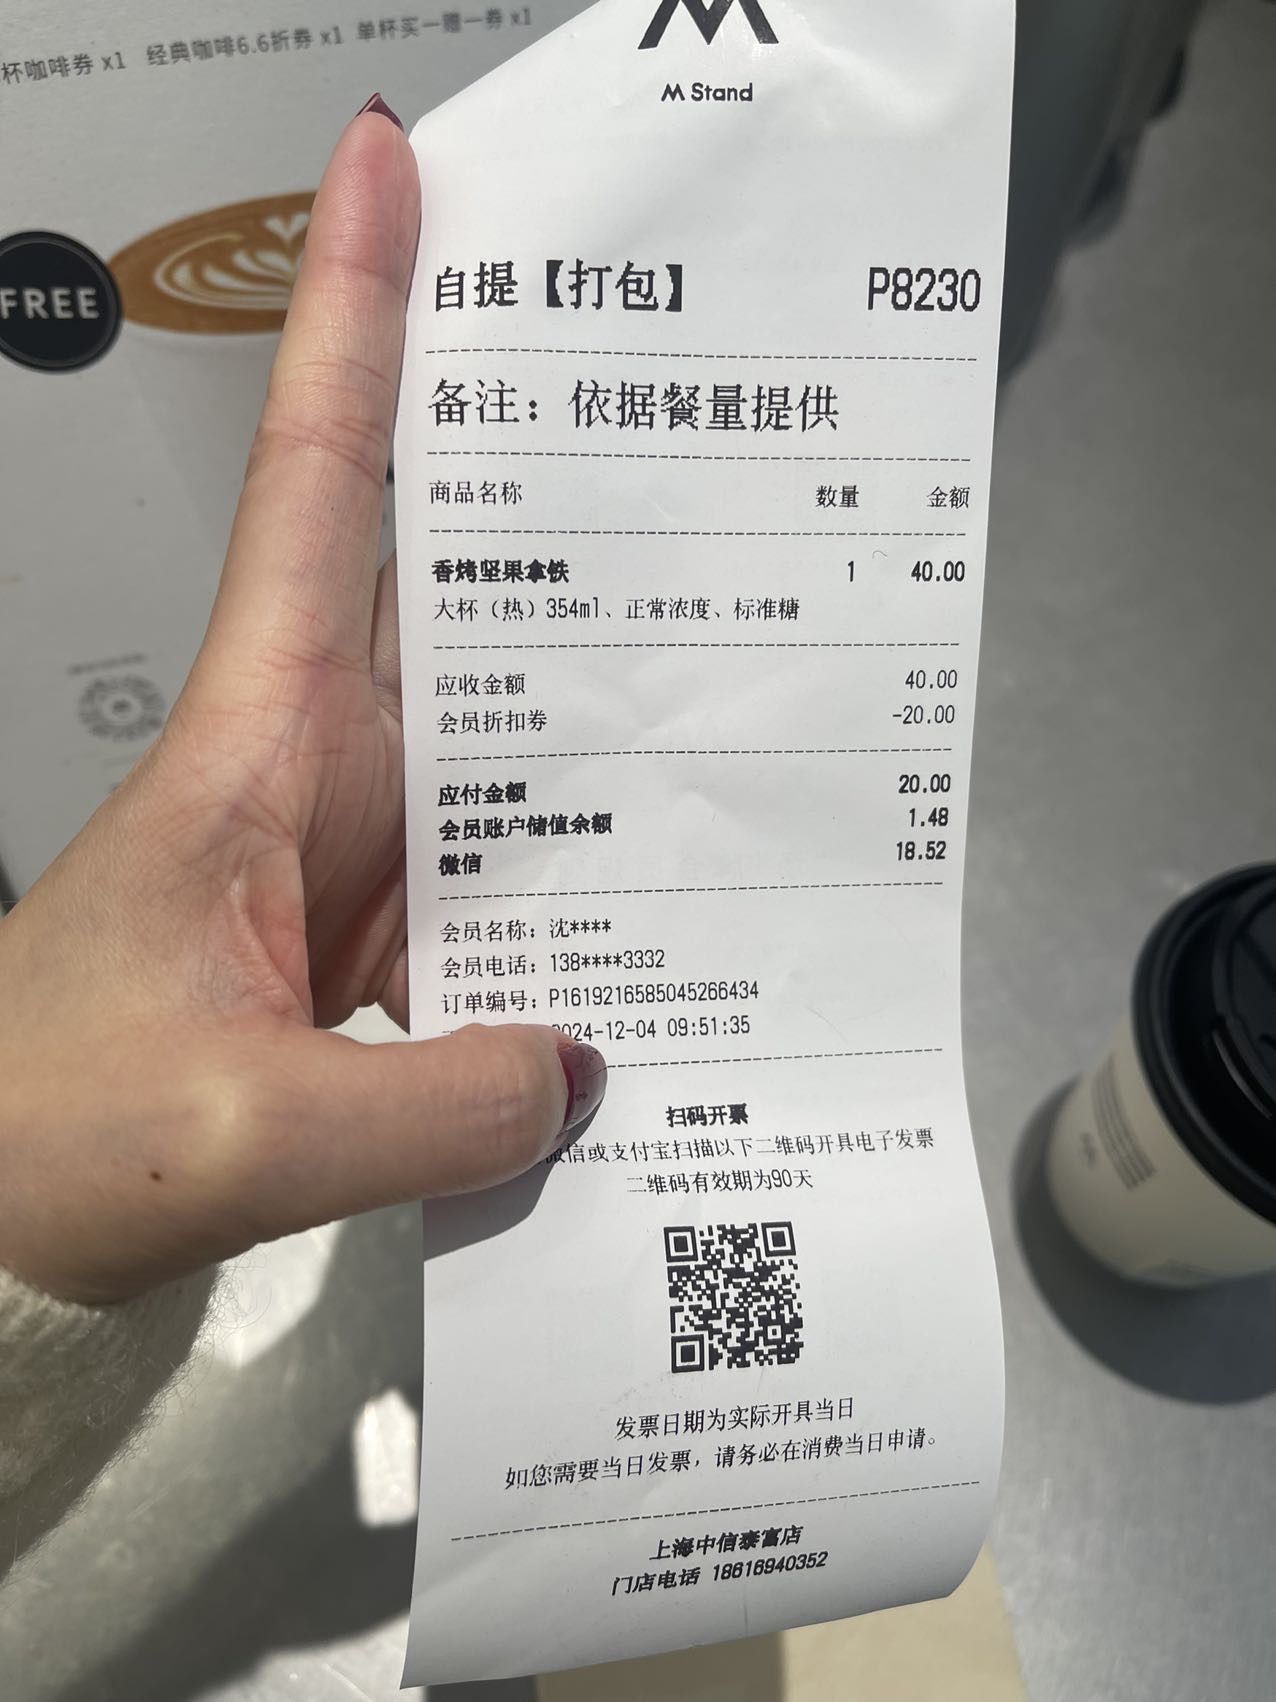 杯咖啡券 x1 经典咖啡6.6折券 x1 单杯买一赠一券 x1
FREE
M Stand
自提【打包】 P8230
备注：依据餐量提供
商品名称 数量 金额
香烤坚果拿铁 1 40.00
大杯（热）354ml、正常浓度、标准糖
应收金额 40.00
会员折扣券 -20.00
应付金额 20.00
会员账户储值余额 1.48
微信 18.52
会员名称：沈****
会员电话：138****3332
订单编号：P1619216585045266434
2024-12-04 09:51:35
扫码开票
微信或支付宝扫描以下二维码开具电子发票
二维码有效期为90天
发票日期为实际开具当日
如您需要当日发票，请务必在消费当日申请。
上海中信泰富店
门店电话 18616940352